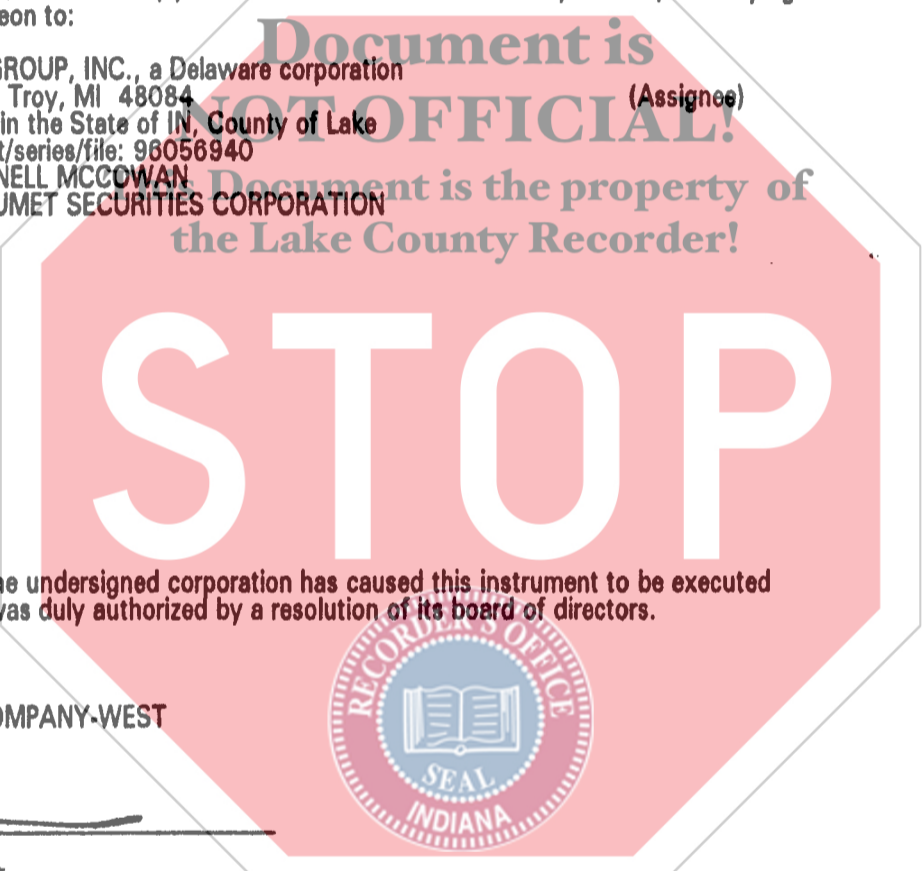 eon to:
Document is
GROUP, INC., a Delaware corporation
Troy, MI 48084 (Assignee)
NOT OFFICIAL!
in the State of IN, County of Lake
t/series/file: 96056940
NELL MCCOWAN
This Document is the property of
UMET SECURITIES CORPORATION
the Lake County Recorder!
STOP
e undersigned corporation has caused this instrument to be executed
was duly authorized by a resolution of its board of directors.
RECORDER'S OFFICE
OMPANY-WEST
SEAL
INDIANA